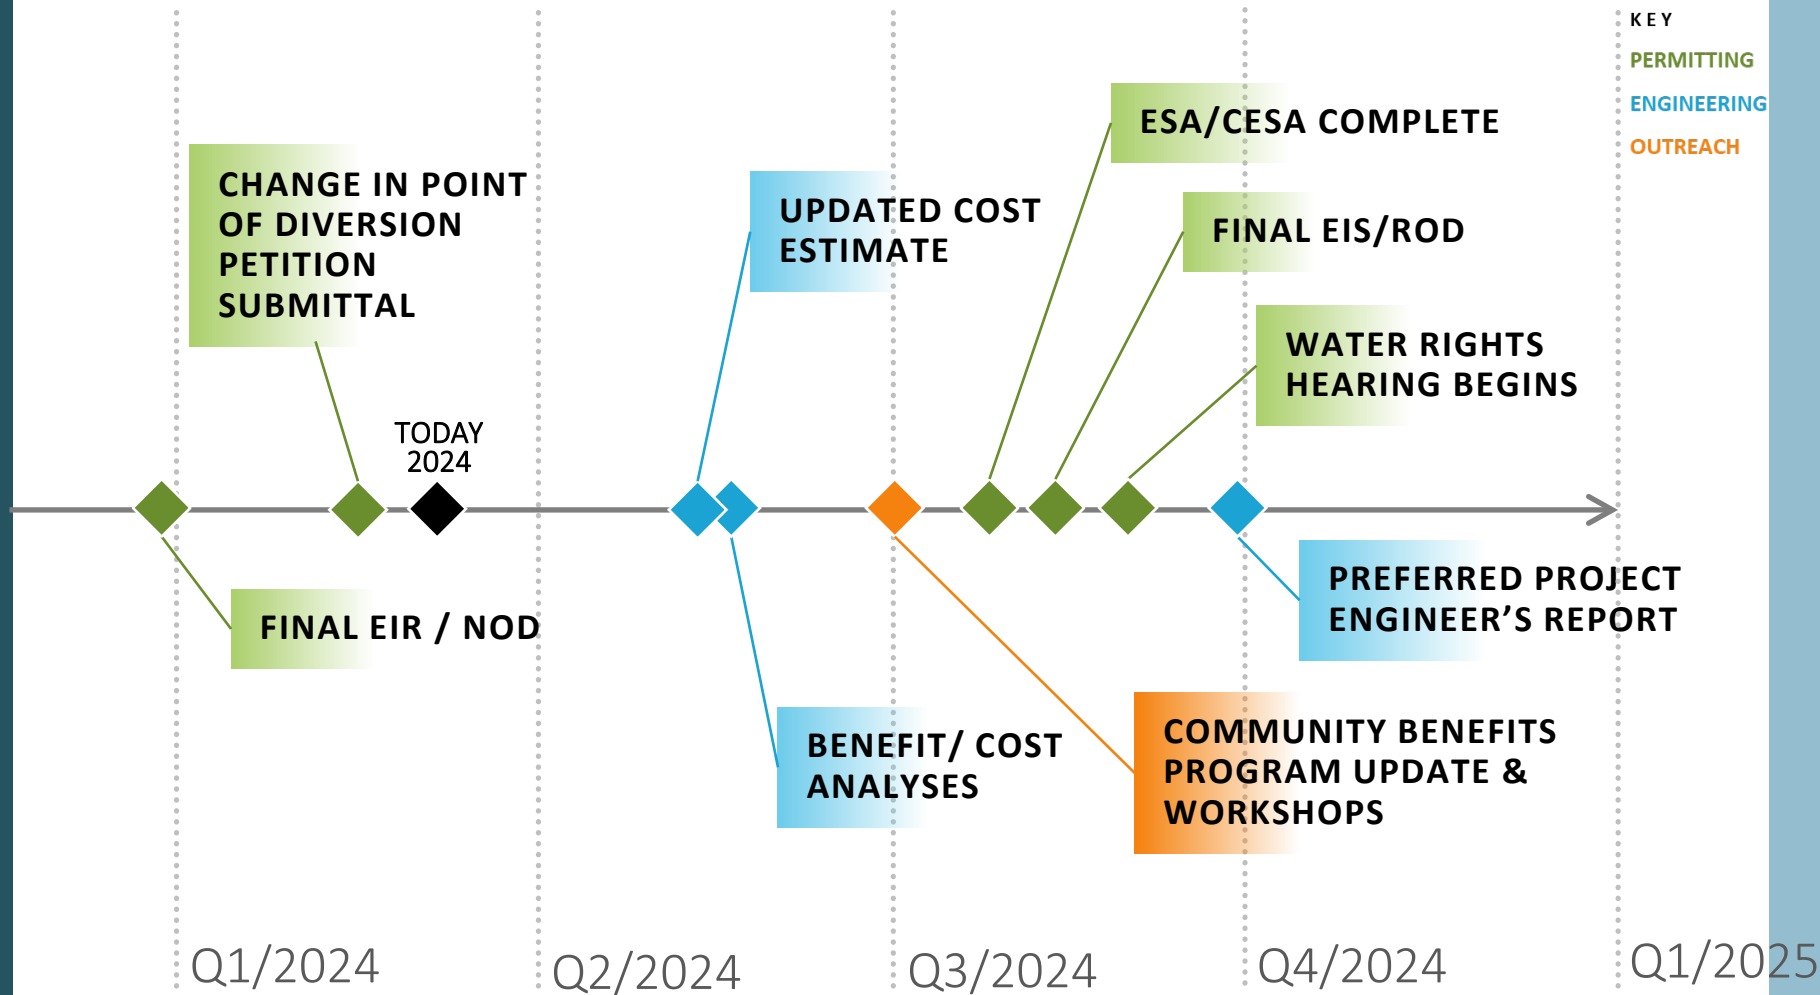 KEY
PERMITTING
ENGINEERING
OUTREACH
ESA/CESA COMPLETE
CHANGE IN POINT
OF DIVERSION
PETITION
SUBMITTAL
UPDATED COST
ESTIMATE
FINAL EIS/ROD
WATER RIGHTS
HEARING BEGINS
TODAY
2024
PREFERRED PROJECT
ENGINEER’S REPORT
FINAL EIR / NOD
BENEFIT/ COST
ANALYSES
COMMUNITY BENEFITS
PROGRAM UPDATE &
WORKSHOPS
Q1/2024
Q2/2024
Q3/2024
Q4/2024
Q1/2025